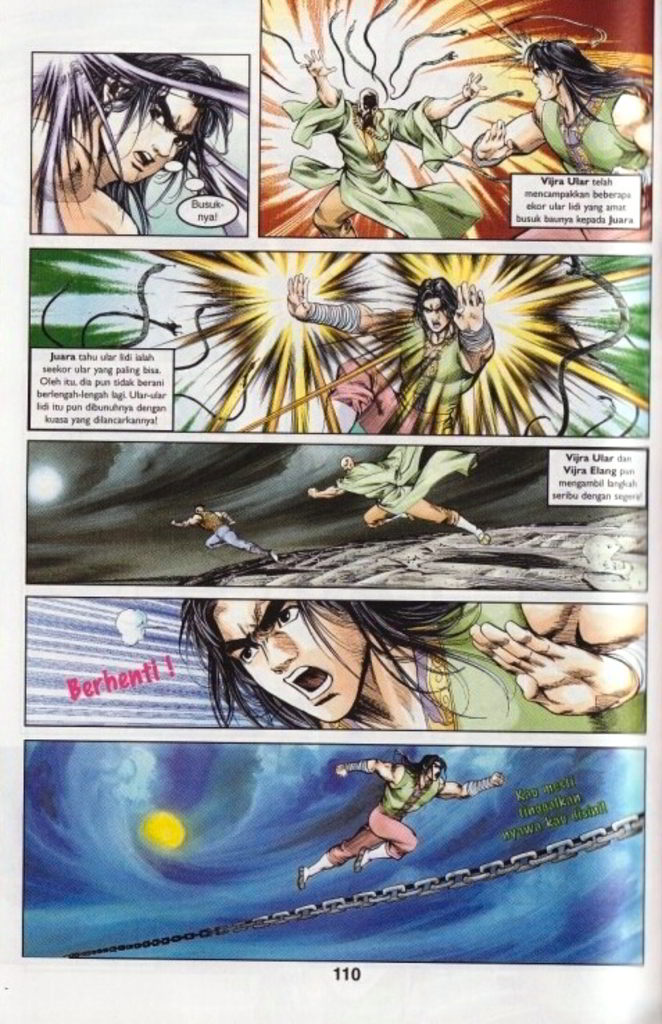 Busuk-
nya!
Vijra Ular telah
mencampakkan beberapa
ekor ular lidi yang amat
busuk baunya kepada Juara
Juara tahu ular lidi ialah
seekor ular yang paling bisa.
Oleh itu, dia pun tidak berani
berlengah-lengah lagi. Ular-ular
lidi itu pun dibunuhnya dengan
kuasa yang dilancarkannya!
Vijra Ular dan
Vijra Elang pun
mengambil langkah
seribu dengan segera!
Berhenti !
Kau mesti
tinggalkan
nyawa kau disini!
110